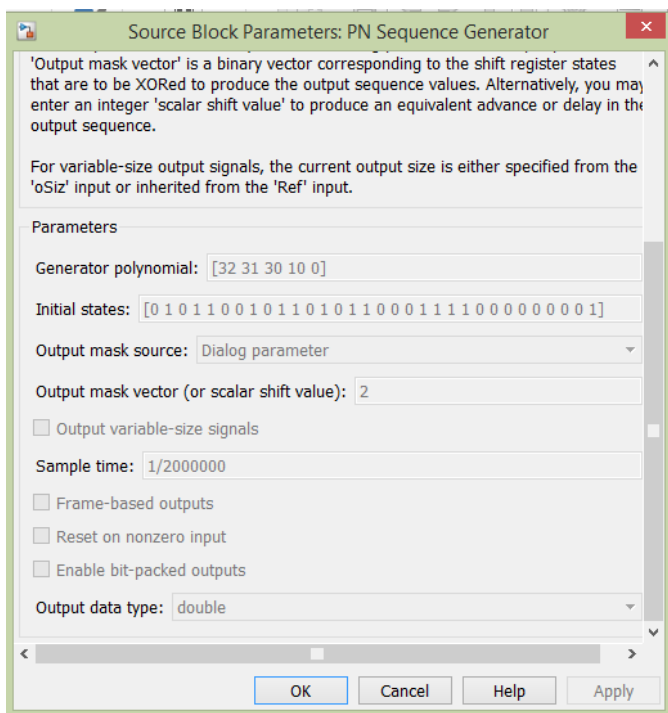 Source Block Parameters: PN Sequence Generator
'Output mask vector' is a binary vector corresponding to the shift register states
that are to be XORed to produce the output sequence values. Alternatively, you may
enter an integer 'scalar shift value' to produce an equivalent advance or delay in the
output sequence.
For variable-size output signals, the current output size is either specified from the
'oSiz' input or inherited from the 'Ref' input.
Parameters
Generator polynomial: [32 31 30 10 0]
Initial states: [0 1 0 1 1 0 0 1 0 1 1 0 1 0 1 1 0 0 0 1 1 1 1 0 0 0 0 0 0 0 0 1]
Output mask source: Dialog parameter
Output mask vector (or scalar shift value): 2
Output variable-size signals
Sample time: 1/2000000
Frame-based outputs
Reset on nonzero input
Enable bit-packed outputs
Output data type: double
OK Cancel Help Apply